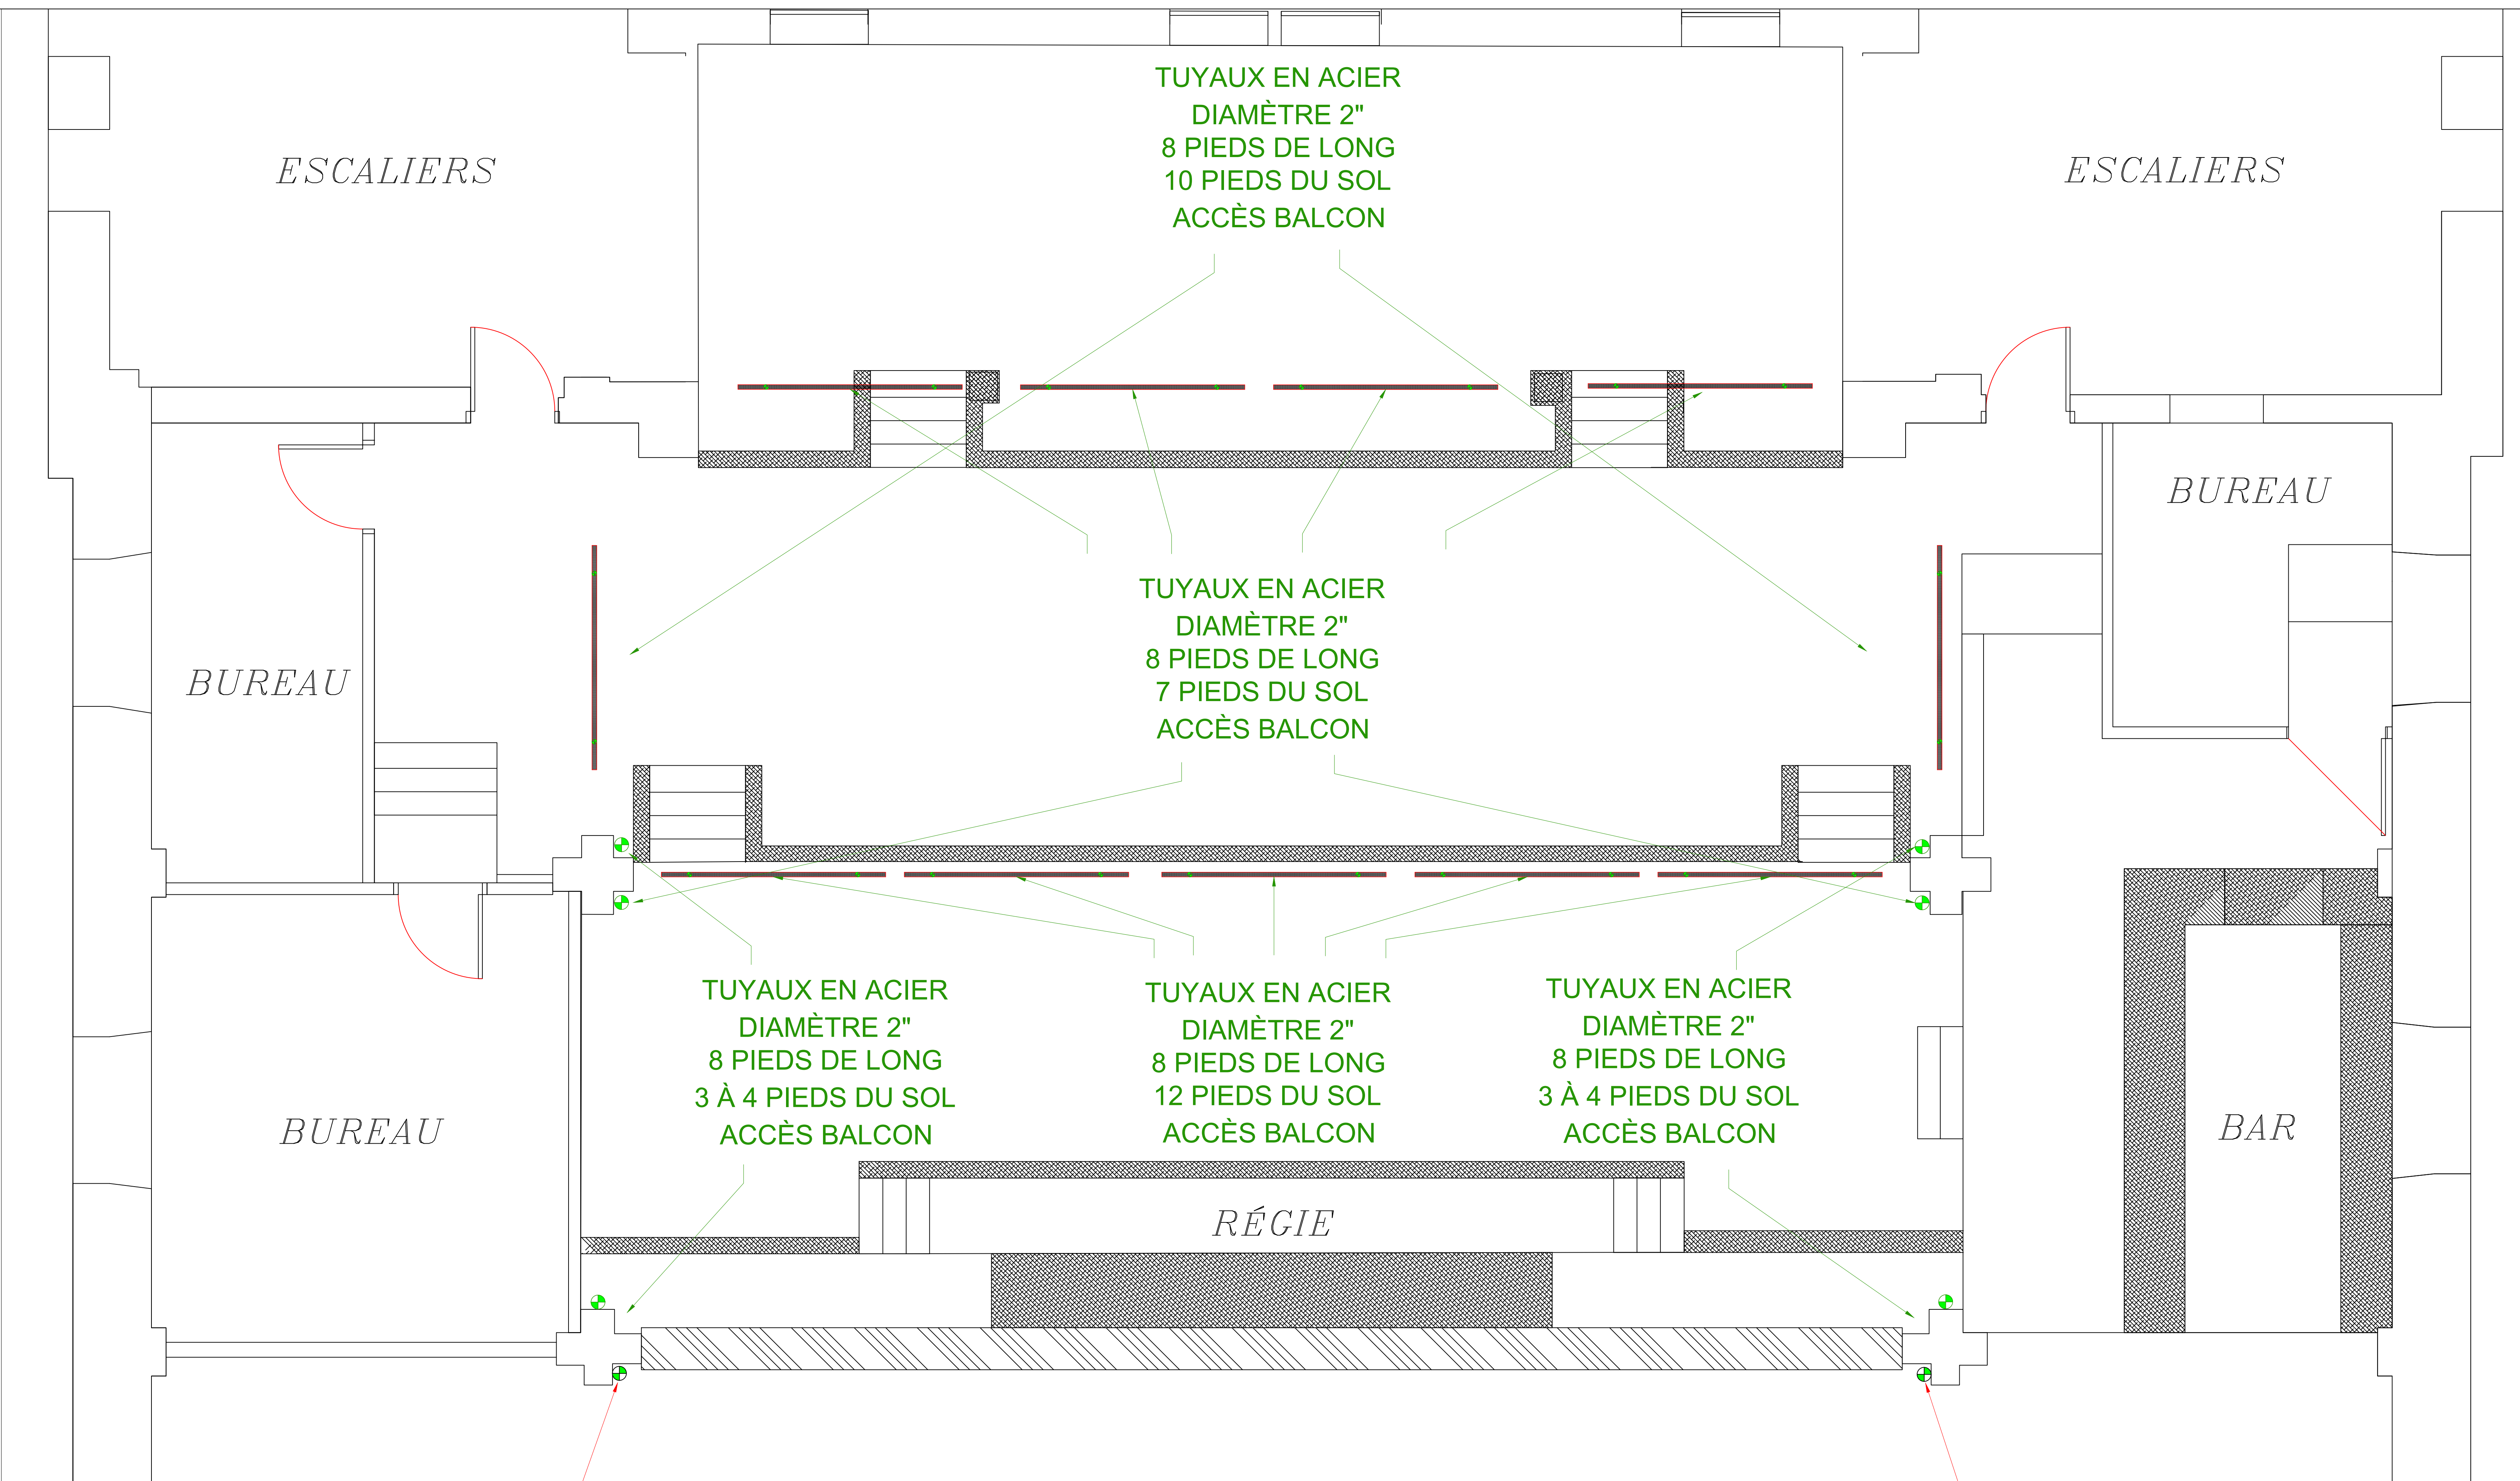 TUYAUX EN ACIER
DIAMÈTRE 2"
8 PIEDS DE LONG
10 PIEDS DU SOL
ACCÈS BALCON
ESCALIERS
ESCALIERS
BUREAU
TUYAUX EN ACIER
DIAMÈTRE 2"
8 PIEDS DE LONG
7 PIEDS DU SOL
ACCÈS BALCON
BUREAU
TUYAUX EN ACIER
DIAMÈTRE 2"
8 PIEDS DE LONG
3 À 4 PIEDS DU SOL
ACCÈS BALCON
TUYAUX EN ACIER
DIAMÈTRE 2"
8 PIEDS DE LONG
12 PIEDS DU SOL
ACCÈS BALCON
TUYAUX EN ACIER
DIAMÈTRE 2"
8 PIEDS DE LONG
3 À 4 PIEDS DU SOL
ACCÈS BALCON
BUREAU
BAR
RÉGIE